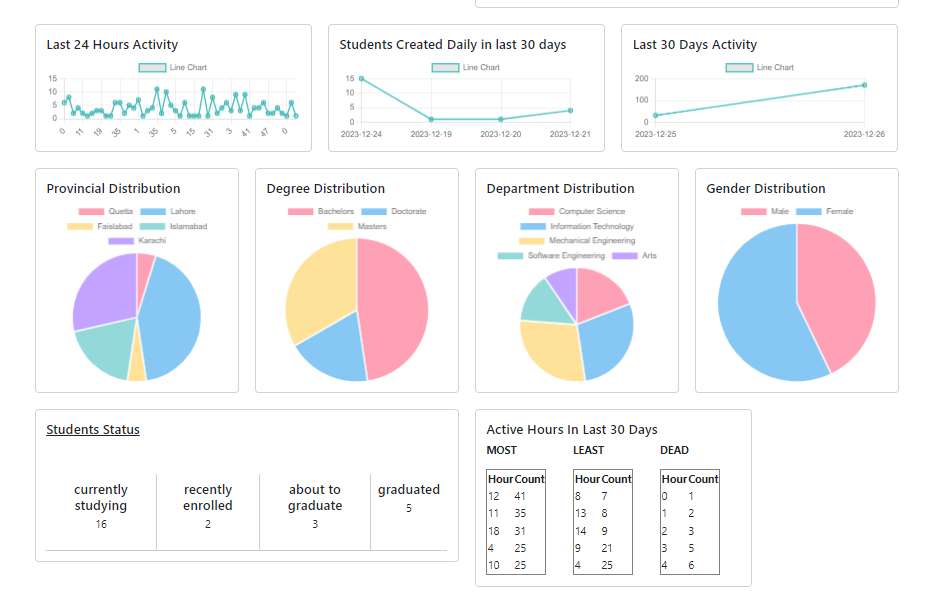 Last 24 Hours Activity
Line Chart
15
10
5
0
0 11 19 35 1 35 5 15 31 3 41 47 0
Students Created Daily in last 30 days
Line Chart
15
10
5
0
2023-12-24 2023-12-19 2023-12-20 2023-12-21
Last 30 Days Activity
Line Chart
200
100
0
2023-12-25 2023-12-26
Provincial Distribution
Quetta Lahore
Faislabad Islamabad
Karachi
Degree Distribution
Bachelors Doctorate
Masters
Department Distribution
Computer Science
Information Technology
Mechanical Engineering
Software Engineering Arts
Gender Distribution
Male Female
Students Status
currently studying
16
recently enrolled
2
about to graduate
3
graduated
5
Active Hours In Last 30 Days
MOST
Hour Count
12 41
11 35
18 31
4 25
10 25
LEAST
Hour Count
8 7
13 8
14 9
9 21
4 25
DEAD
Hour Count
0 1
1 2
2 3
3 5
4 6